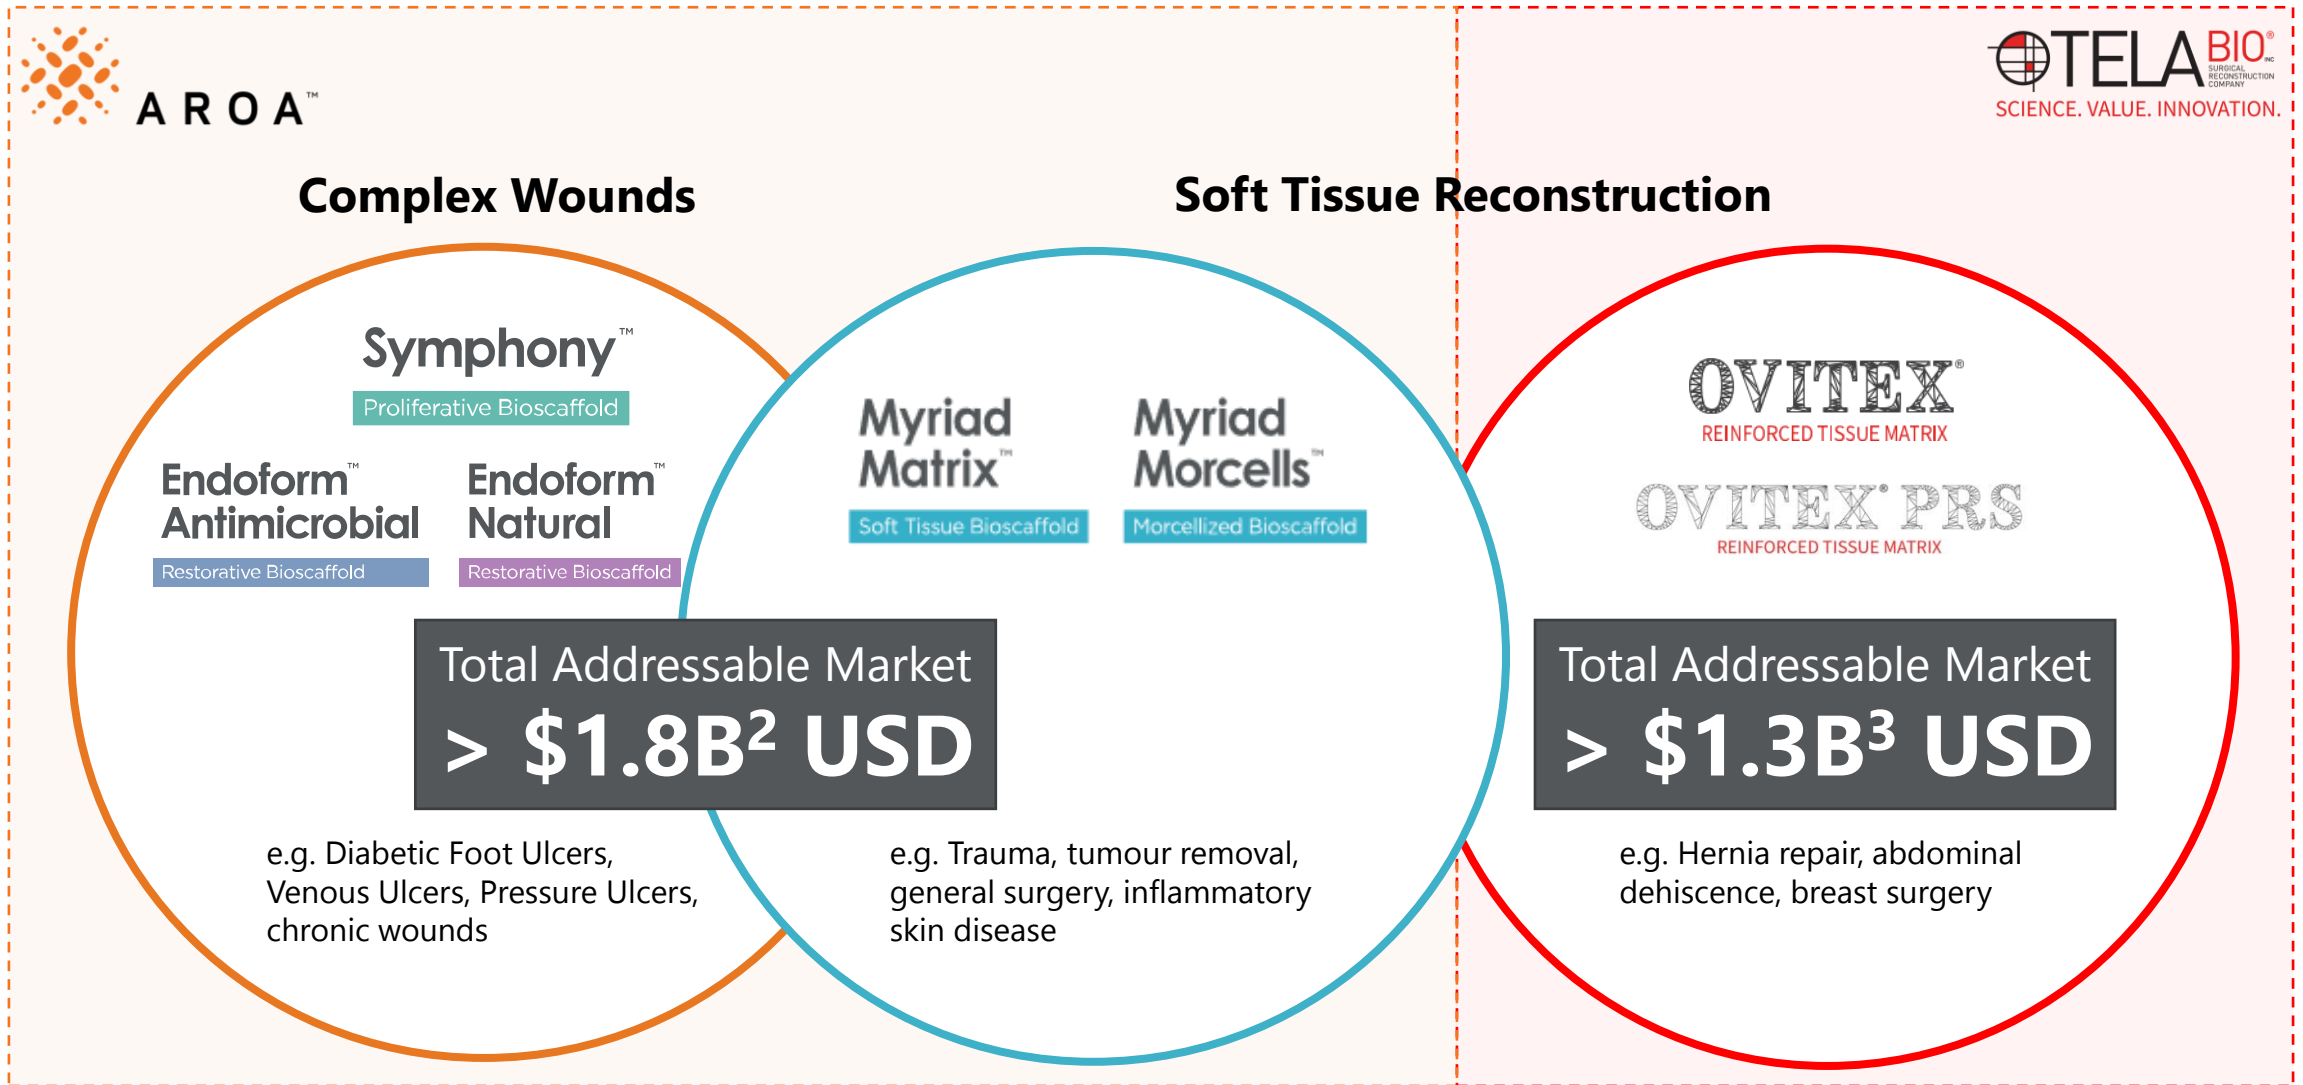 AROA™
TELA BIO®
INC
SURGICAL
RECONSTRUCTION
COMPANY
SCIENCE. VALUE. INNOVATION.
Complex Wounds
Soft Tissue Reconstruction
Symphony™
Proliferative Bioscaffold
Endoform™
Antimicrobial
Restorative Bioscaffold
Endoform™
Natural
Restorative Bioscaffold
Myriad
Matrix™
Soft Tissue Bioscaffold
Myriad
Morcells™
Morcellized Bioscaffold
OVITEX®
REINFORCED TISSUE MATRIX
OVITEX® PRS
REINFORCED TISSUE MATRIX
Total Addressable Market
> $1.8B² USD
Total Addressable Market
> $1.3B³ USD
e.g. Diabetic Foot Ulcers,
Venous Ulcers, Pressure Ulcers,
chronic wounds
e.g. Trauma, tumour removal,
general surgery, inflammatory
skin disease
e.g. Hernia repair, abdominal
dehiscence, breast surgery